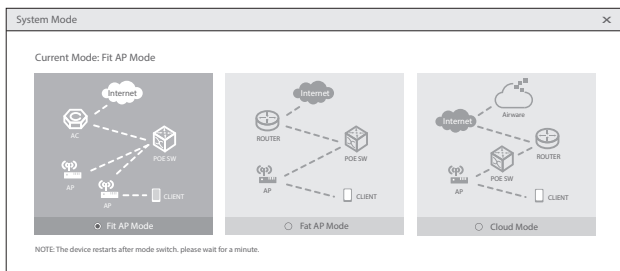 System Mode
Current Mode: Fit AP Mode
Internet
AC
POE SW
AP
AP
CLIENT
Fit AP Mode
Internet
ROUTER
POE SW
AP
CLIENT
Fat AP Mode
Airware
Internet
ROUTER
POE SW
AP
CLIENT
Cloud Mode
NOTE: The device restarts after mode switch. please wait for a minute.